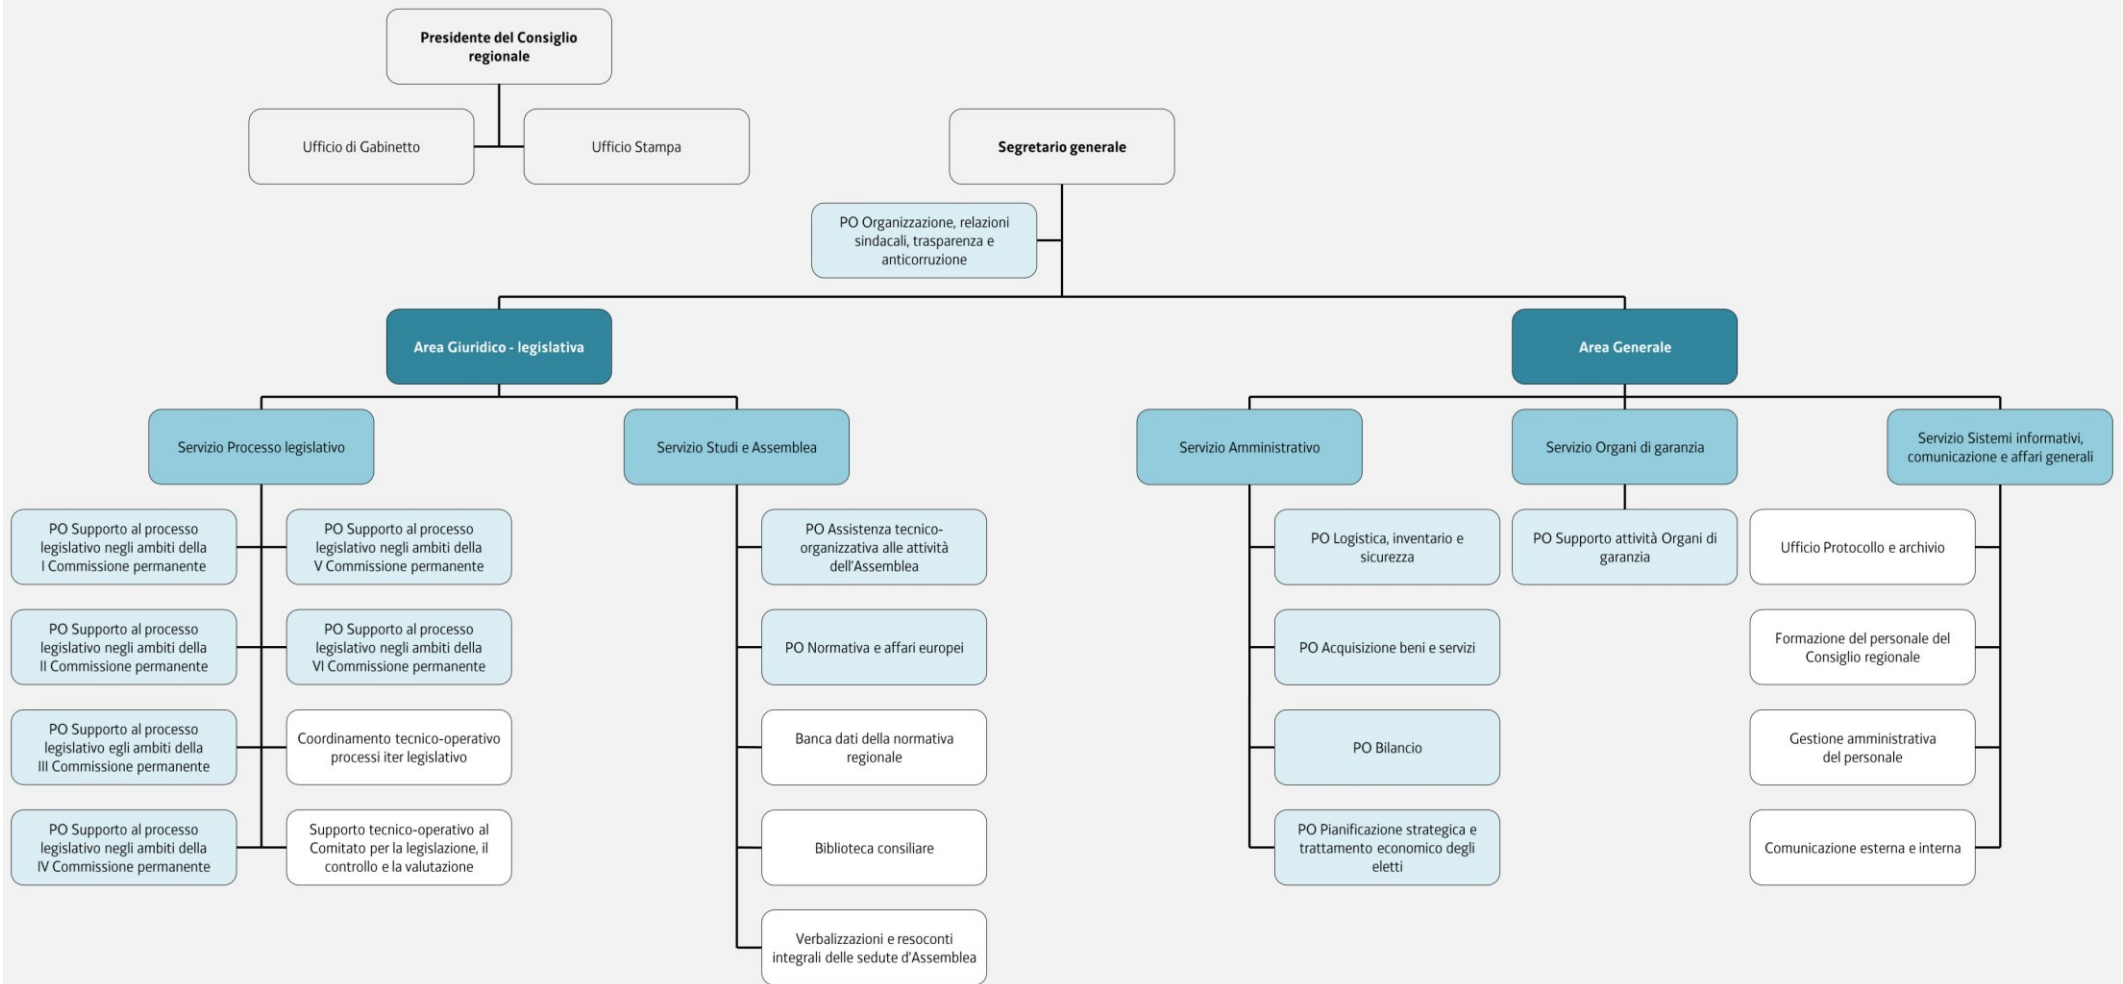 Presidente del Consiglio
regionale
Ufficio di Gabinetto
Ufficio Stampa
Segretario generale
PO Organizzazione, relazioni
sindacali, trasparenza e
anticorruzione
Area Giuridico - legislativa
Area Generale
Servizio Processo legislativo
Servizio Studi e Assemblea
Servizio Amministrativo
Servizio Organi di garanzia
Servizio Sistemi informativi,
comunicazione e affari generali
PO Supporto al processo
legislativo negli ambiti della
I Commissione permanente
PO Supporto al processo
legislativo negli ambiti della
V Commissione permanente
PO Supporto al processo
legislativo negli ambiti della
II Commissione permanente
PO Supporto al processo
legislativo negli ambiti della
VI Commissione permanente
PO Supporto al processo
legislativo egli ambiti della
III Commissione permanente
Coordinamento tecnico-operativo
processi iter legislativo
PO Supporto al processo
legislativo negli ambiti della
IV Commissione permanente
Supporto tecnico-operativo al
Comitato per la legislazione, il
controllo e la valutazione
PO Assistenza tecnico-
organizzativa alle attività
dell'Assemblea
PO Normativa e affari europei
Banca dati della normativa
regionale
Biblioteca consiliare
Verbalizzazioni e resoconti
integrali delle sedute d'Assemblea
PO Logistica, inventario e
sicurezza
PO Acquisizione beni e servizi
PO Bilancio
PO Pianificazione strategica e
trattamento economico degli
eletti
PO Supporto attività Organi di
garanzia
Ufficio Protocollo e archivio
Formazione del personale del
Consiglio regionale
Gestione amministrativa
del personale
Comunicazione esterna e interna